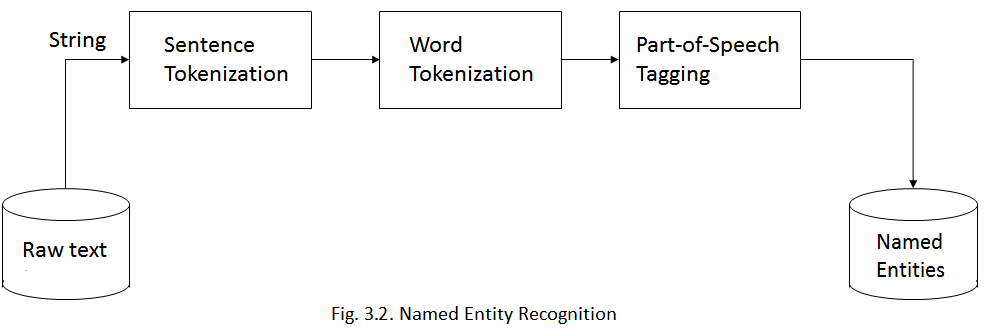 String
Sentence
Tokenization
Word
Tokenization
Part-of-Speech
Tagging
Raw text
Named
Entities
Fig. 3.2. Named Entity Recognition